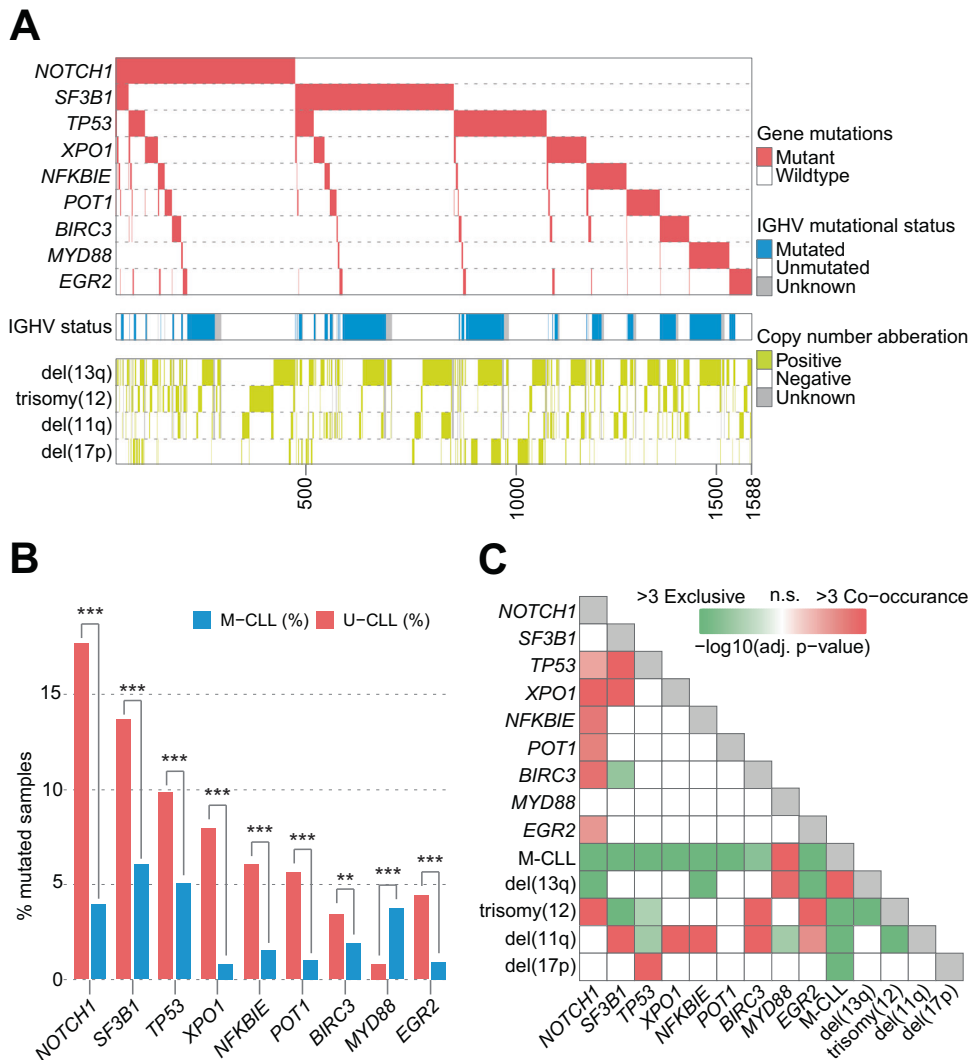 A
NOTCH1
SF3B1
TP53
XPO1
NFKBIE
POT1
BIRC3
MYD88
EGR2
Gene mutations
Mutant
Wildtype
IGHV mutational status
Mutated
Unmutated
Unknown
IGHV status
Copy number abberation
Positive
Negative
Unknown
del(13q)
trisomy(12)
del(11q)
del(17p)
500
1000
1500
1588
B
M-CLL (%)
U-CLL (%)
% mutated samples
15
10
5
0
***
***
***
***
***
***
**
***
***
NOTCH1
SF3B1
TP53
XPO1
NFKBIE
POT1
BIRC3
MYD88
EGR2
C
>3 Exclusive
n.s.
>3 Co-occurance
−log10(adj. p-value)
NOTCH1
SF3B1
TP53
XPO1
NFKBIE
POT1
BIRC3
MYD88
EGR2
M-CLL
del(13q)
trisomy(12)
del(11q)
del(17p)
NOTCH1
SF3B1
TP53
XPO1
NFKBIE
POT1
BIRC3
MYD88
EGR2
M-CLL
del(13q)
trisomy(12)
del(11q)
del(17p)